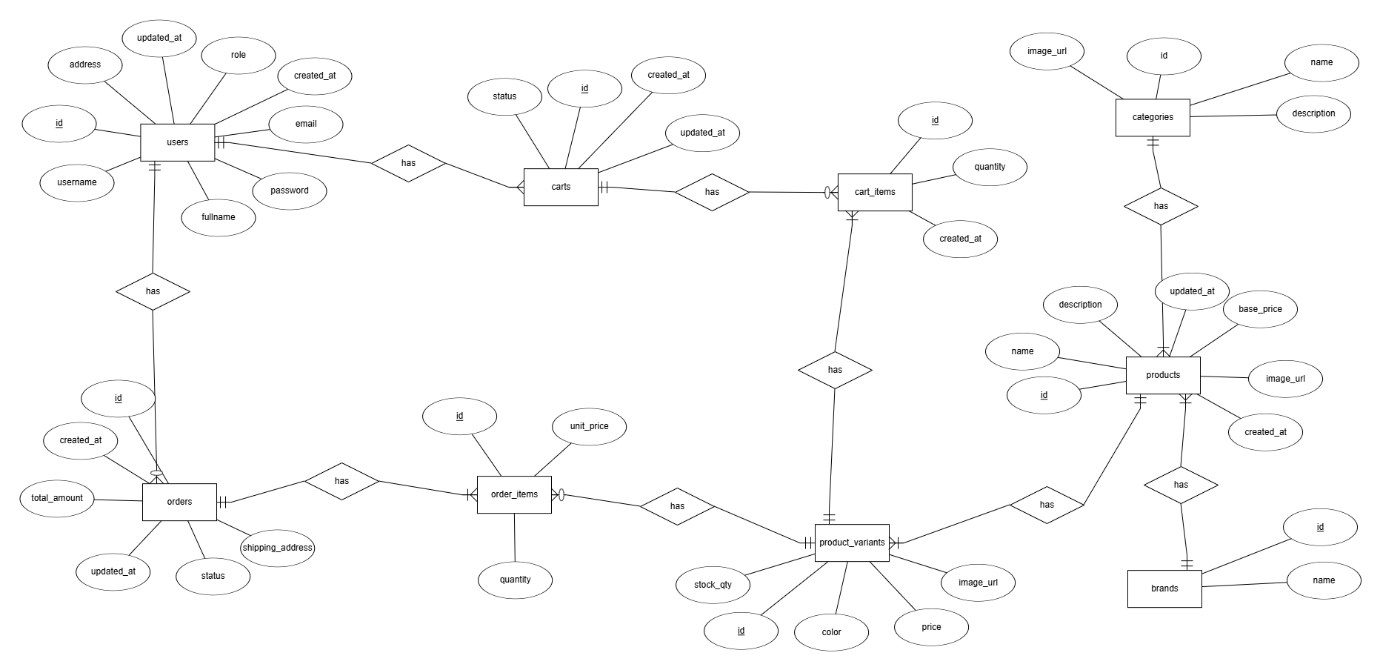 updated_at
role
address
created_at
id
email
users
username
password
fullname
has
status
id
created_at
updated_at
carts
has
id
quantity
cart_items
created_at
image_url
id
name
categories
description
has
has
has
updated_at
description
base_price
name
products
image_url
id
created_at
id
created_at
total_amount
orders
shipping_address
updated_at
status
has
id
unit_price
order_items
quantity
has
has
has
product_variants
stock_qty
image_url
id
color
price
id
brands
name